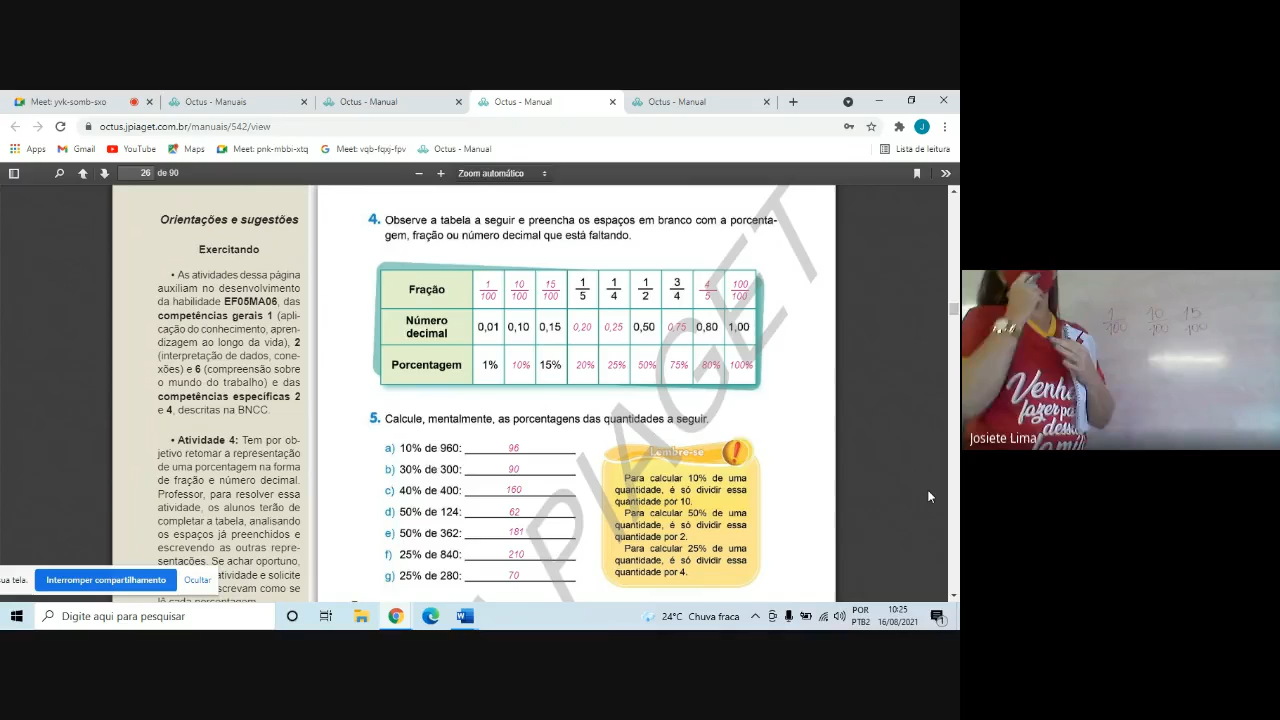 Meet: yvk-somb-sxo
Octus - Manuais
Octus - Manual
Octus - Manual
Octus - Manual
octus.jpiaget.com.br/manuais/542/view
Apps
Gmail
YouTube
Maps
Meet: pnk-mbbi-xtq
Meet: vqb-fqxj-fpv
Octus - Manual
Lista de leitura
26 de 90
Zoom automático
Orientações e sugestões
Exercitando
• As atividades dessa página
auxiliam no desenvolvimento
da habilidade EF05MA06, das
competências gerais 1 (apli-
cação do conhecimento, apren-
dizagem ao longo da vida), 2
(interpretação de dados, cone-
xões) e 6 (compreensão sobre
o mundo do trabalho) e das
competências específicas 2
e 4, descritas na BNCC.
• Atividade 4: Tem por ob-
jetivo retomar a representação
de uma porcentagem na forma
de fração e número decimal.
Professor, para resolver essa
atividade, os alunos terão de
completar a tabela, analisando
os espaços já preenchidos e
escrevendo as outras repre-
sentações. Se achar oportuno,
atividade e solicite
screvam como se
lê cada porcentagem.
4. Observe a tabela a seguir e preencha os espaços em branco com a porcenta-
gem, fração ou número decimal que está faltando.
Fração 1/100 10/100 15/100 1/5 1/4 1/2 3/4 4/5 100/100
Número decimal 0,01 0,10 0,15 0,20 0,25 0,50 0,75 0,80 1,00
Porcentagem 1% 10% 15% 20% 25% 50% 75% 80% 100%
5. Calcule, mentalmente, as porcentagens das quantidades a seguir.
a) 10% de 960: 96
b) 30% de 300: 90
c) 40% de 400: 160
d) 50% de 124: 62
e) 50% de 362: 181
f) 25% de 840: 210
g) 25% de 280: 70
Lembre-se
Para calcular 10% de uma
quantidade, é só dividir essa
quantidade por 10.
Para calcular 50% de uma
quantidade, é só dividir essa
quantidade por 2.
Para calcular 25% de uma
quantidade, é só dividir essa
quantidade por 4.
PIAGET
sua tela.
Interromper compartilhamento
Ocultar
Digite aqui para pesquisar
24°C Chuva fraca
POR
PTB2
10:25
16/08/2021
1/100 10/100 15/100
Venha
fazer pa
dess
Josiete Lima